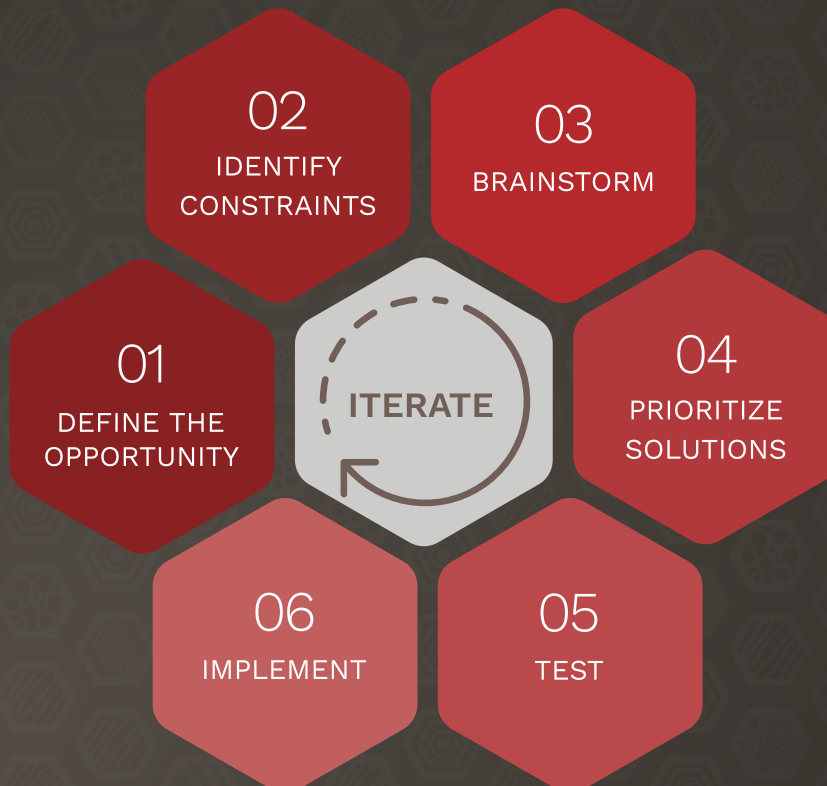 01
DEFINE THE
OPPORTUNITY
02
IDENTIFY
CONSTRAINTS
03
BRAINSTORM
04
PRIORITIZE
SOLUTIONS
05
TEST
06
IMPLEMENT
ITERATE